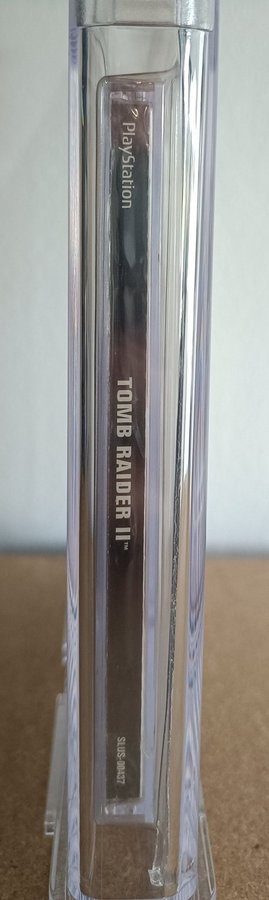 PlayStation
TOMB RAIDER II™
SLUS-00437